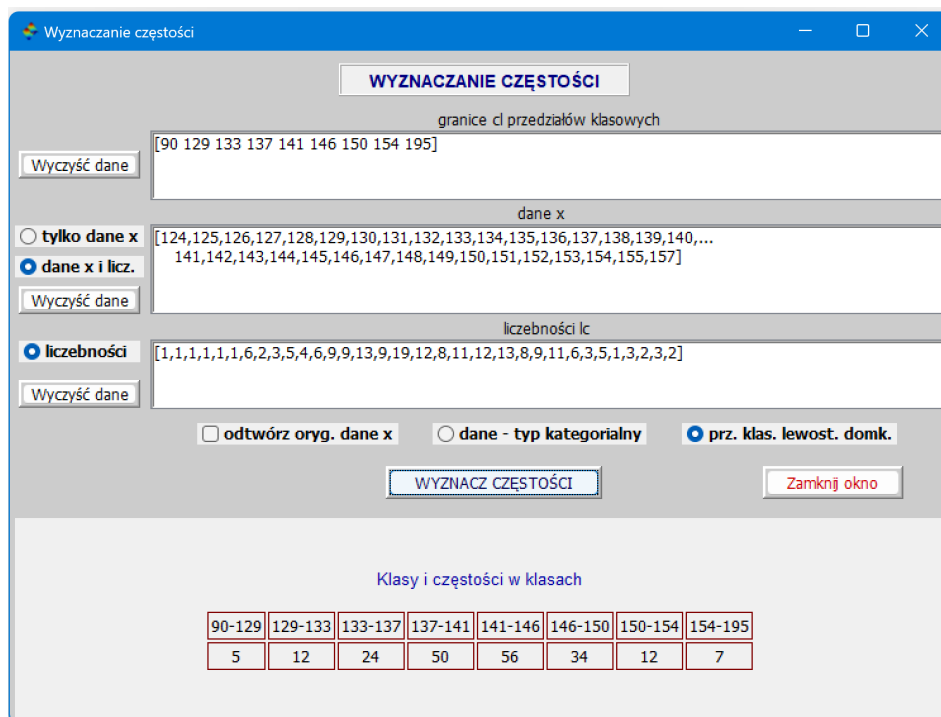 Wyznaczanie częstości
WYZNACZANIE CZĘSTOŚCI
granice cl przedziałów klasowych
Wyczyść dane
[90 129 133 137 141 146 150 154 195]
dane x
tylko dane x
dane x i licz.
Wyczyść dane
[124,125,126,127,128,129,130,131,132,133,134,135,136,137,138,139,140,...
141,142,143,144,145,146,147,148,149,150,151,152,153,154,155,157]
liczebności lc
liczebności
Wyczyść dane
[1,1,1,1,1,1,6,2,3,5,4,6,9,9,13,9,19,12,8,11,12,13,8,9,11,6,3,5,1,3,2,3,2]
odtwórz oryg. dane x dane - typ kategorialny prz. klas. lewost. domk.
WYZNACZ CZĘSTOŚCI Zamknij okno
Klasy i częstości w klasach
90-129 129-133 133-137 137-141 141-146 146-150 150-154 154-195
5 12 24 50 56 34 12 7